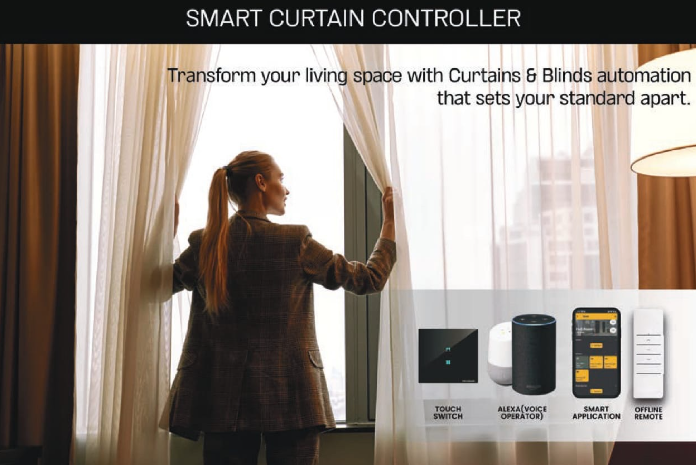 SMART CURTAIN CONTROLLER
Transform your living space with Curtains & Blinds automation
that sets your standard apart.
TOUCH
SWITCH
ALEXA(VOICE
OPERATOR)
SMART
APPLICATION
OFFLINE
REMOTE